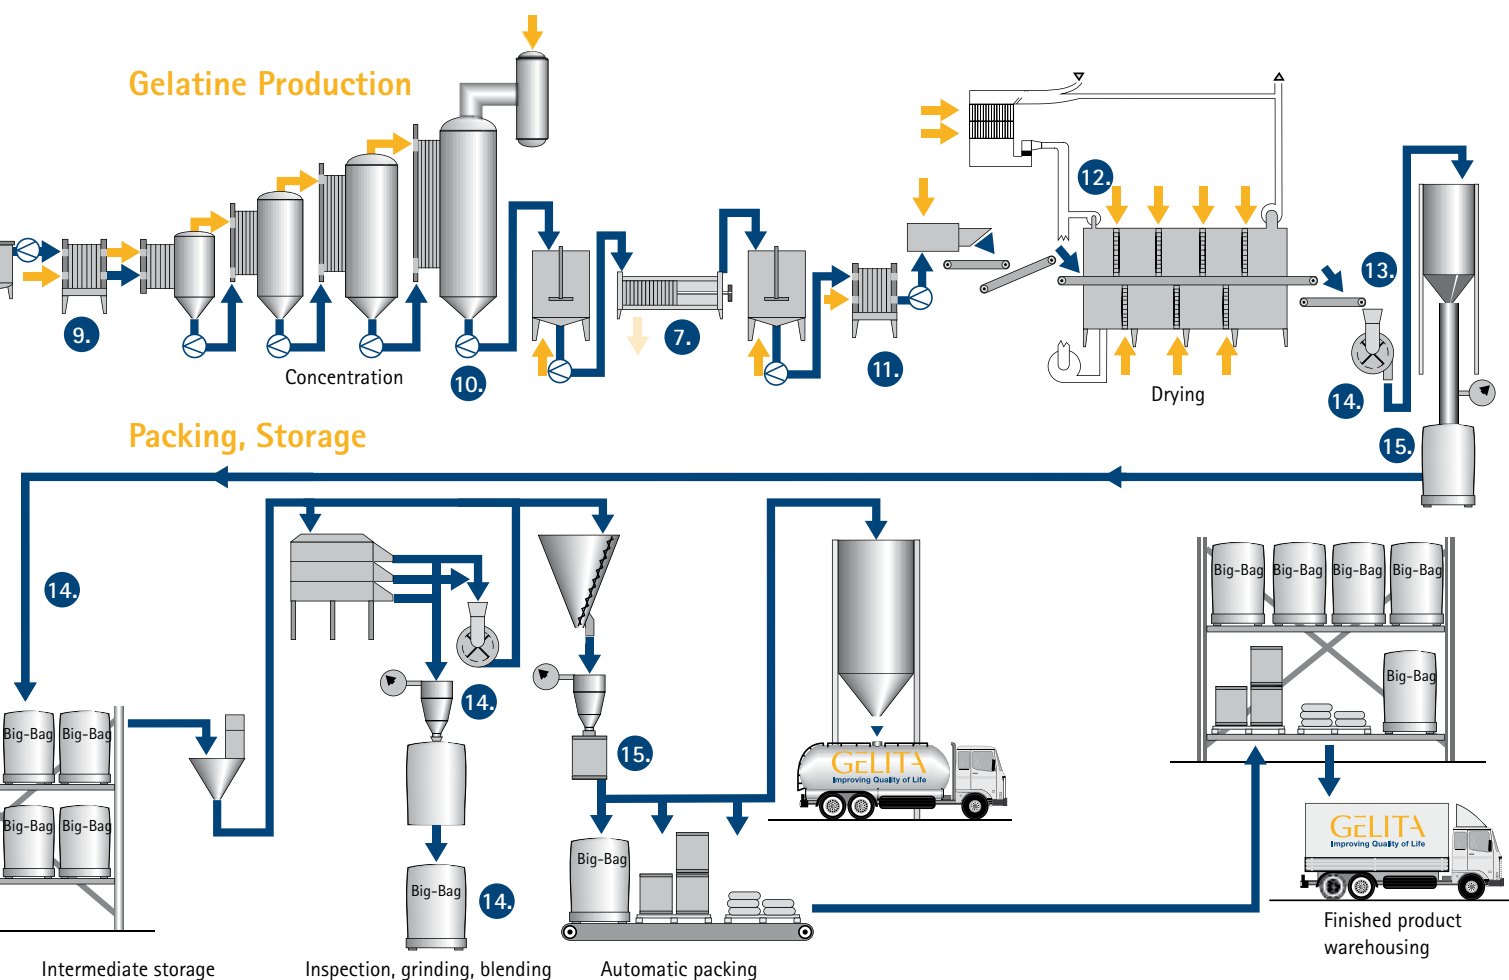 Gelatine Production
12.
13.
9.
7.
11.
Concentration
10.
Drying
14.
Packing, Storage
15.
14.
Big-Bag Big-Bag Big-Bag Big-Bag
Big-Bag
14.
Big-Bag Big-Bag
15.
GELITA
Improving Quality of Life
Big-Bag Big-Bag
GELITA
Improving Quality of Life
Big-Bag
Big-Bag
14.
Finished product
warehousing
Intermediate storage
Inspection, grinding, blending
Automatic packing